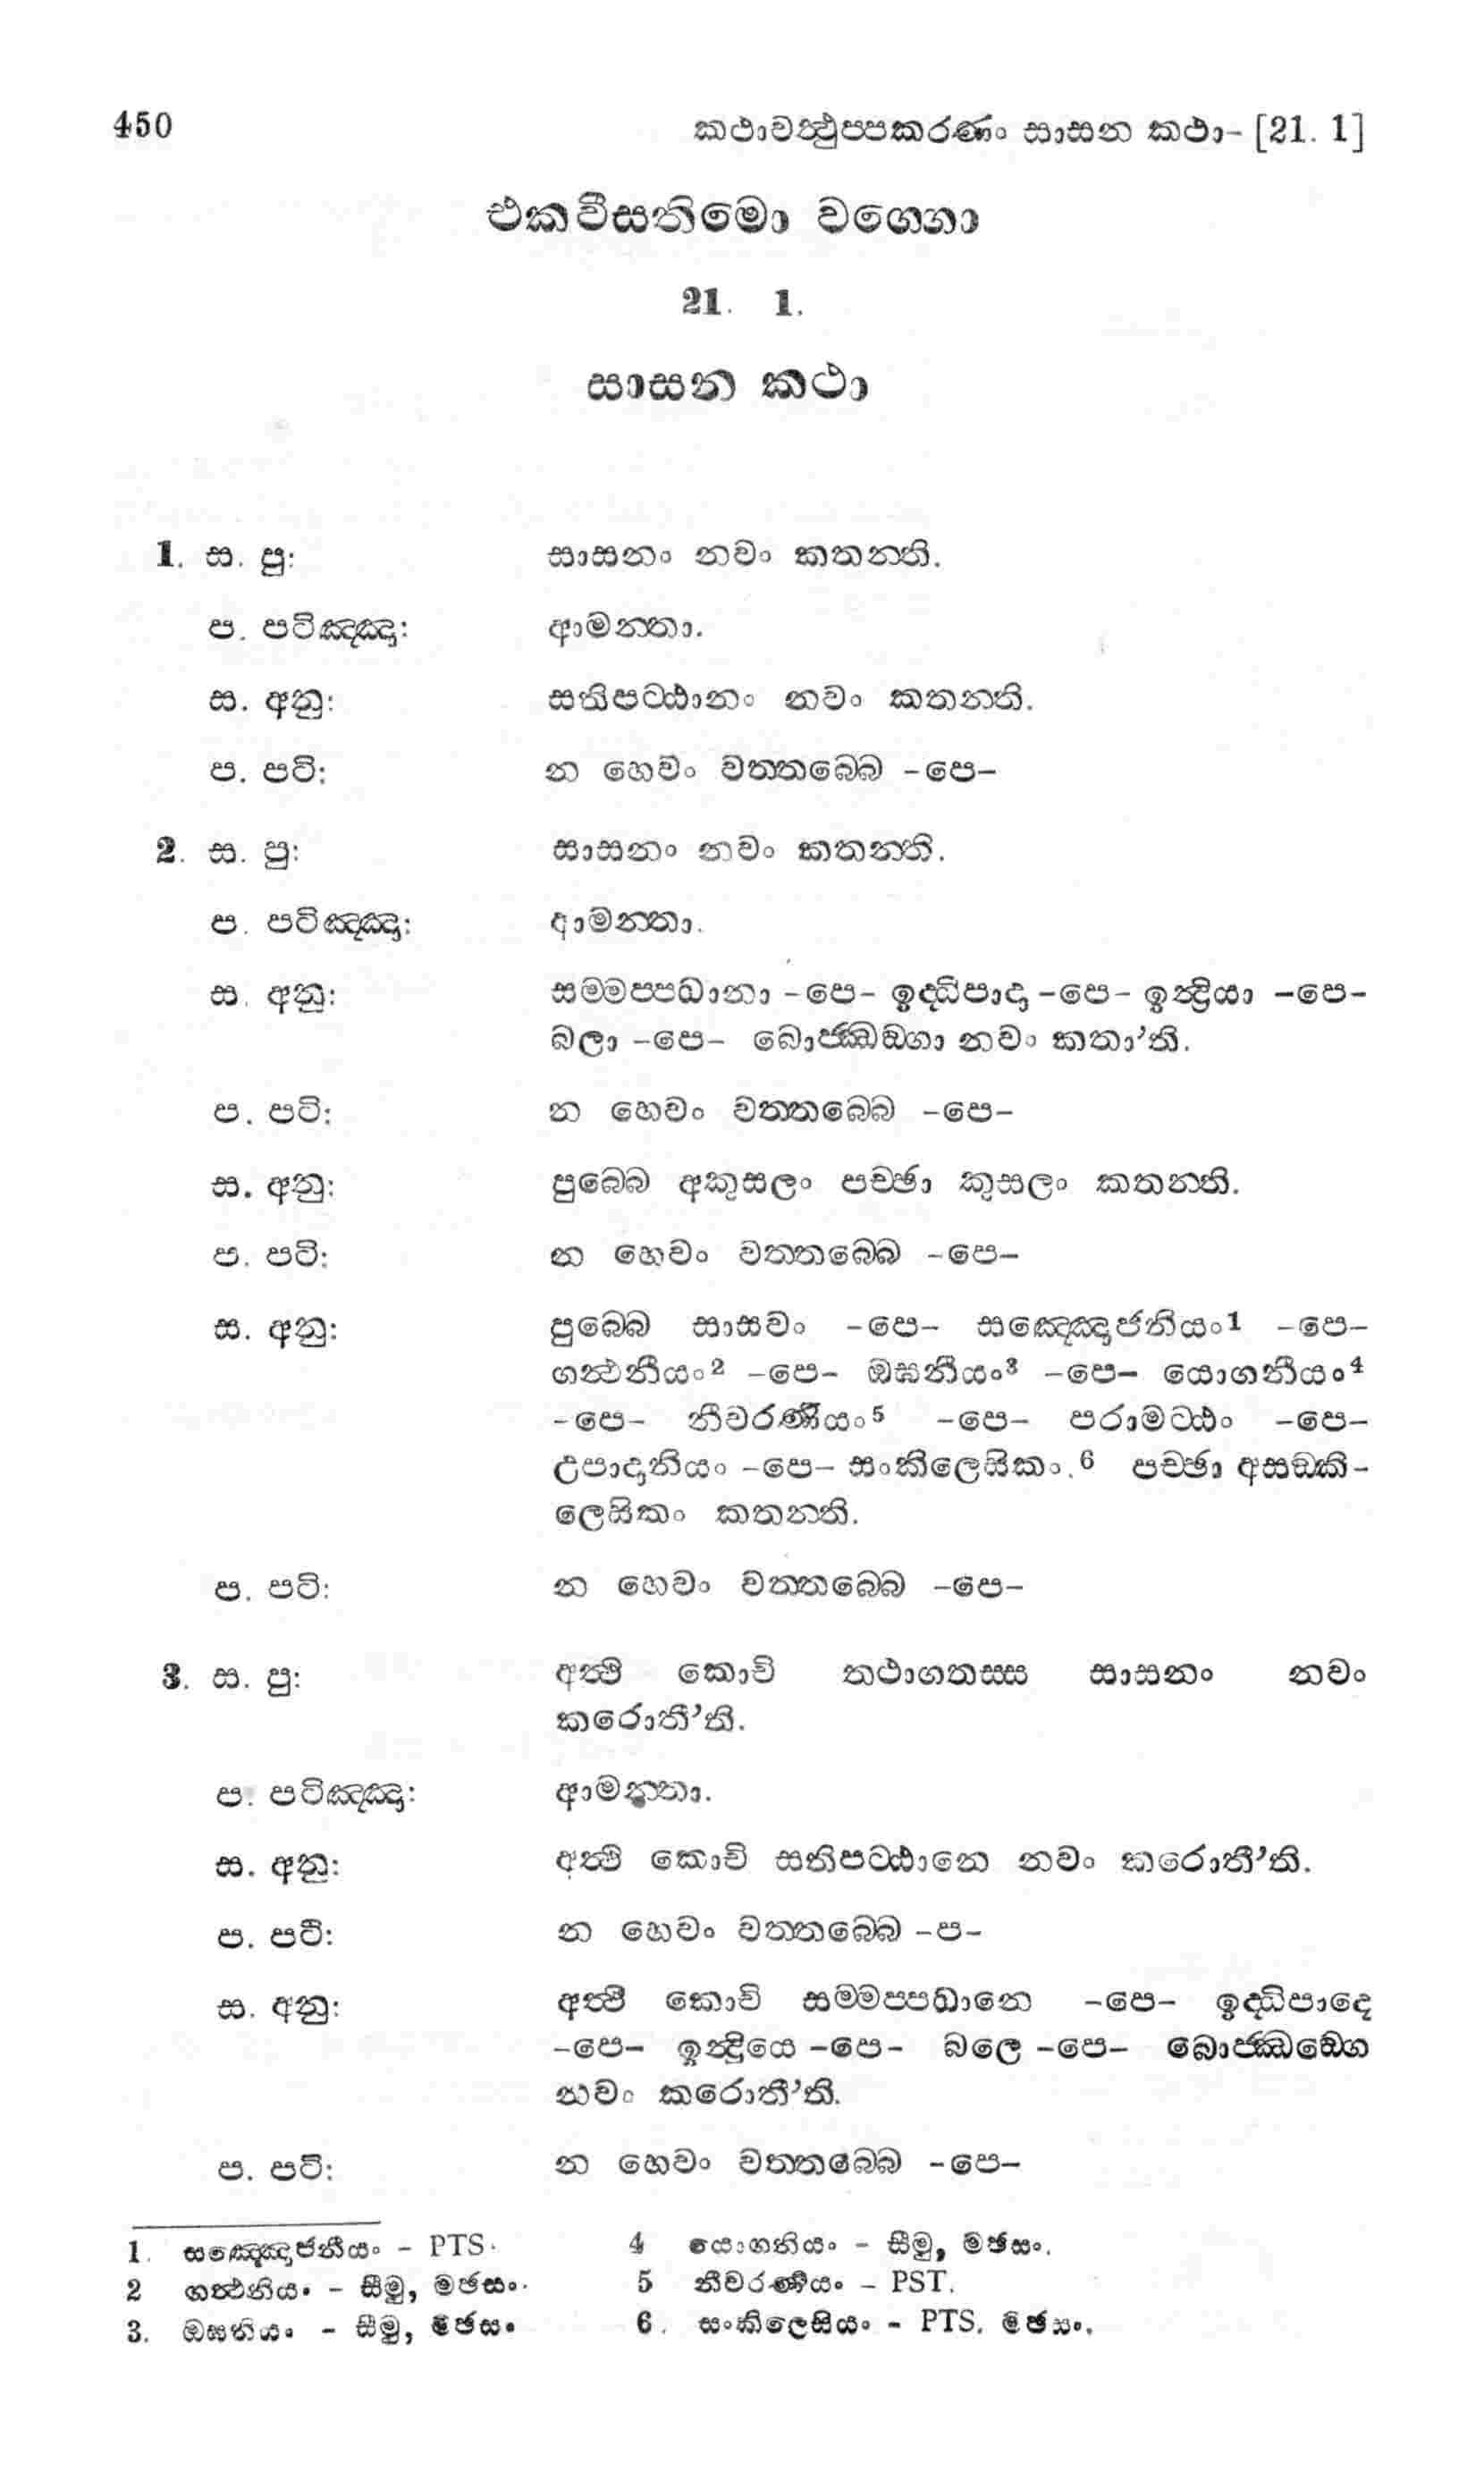 450 කථාවත්‍ථුප්පකරණං සාසන කථා- [21. 1]
එකවීසතිමො වග්ගො
21. 1.
සාසන කථා
1. ස. පු: සාසනං නවං කතන්ති.
ප. පටිඤ්ඤා: ආමන්තා.
ස. අනු: සතිපට්ඨානං නවං කතන්ති.
ප. පටි: න හෙවං වත්තබ්බෙ -පෙ-
2. ස. පු: සාසනං නවං කතන්ති.
ප. පටිඤ්ඤා: ආමන්තා.
ස. අනු: සම්මප්පධානා -පෙ- ඉද්ධිපාදා -පෙ- ඉන්ද්‍රියා -පෙ-
බලා -පෙ- බොජ්ඣඞ්ගා නවං කතා’ති.
ප. පටි: න හෙවං වත්තබ්බෙ -පෙ-
ස. අනු: පුබ්බෙ අකුසලං පච්ඡා කුසලං කතන්ති.
ප. පටි: න හෙවං වත්තබ්බෙ -පෙ-
ස. අනු: පුබ්බෙ සාසවං -පෙ- සඤ්ඤොජනියං1 -පෙ-
ගන්‍ථනීයං2 -පෙ- ඔඝනීයං3 -පෙ- යොගනීයං4
-පෙ- නීවරණීයං5 -පෙ- පරාමට්ඨං -පෙ-
උපාදානියං -පෙ- සංකිලෙසිකං.6 පච්ඡා අසඞ්කි-
ලෙසිකං කතන්ති.
ප. පටි: න හෙවං වත්තබ්බෙ -පෙ-
3. ස. පු: අත්‍ථි කොචි තථාගතස්ස සාසනං නවං
කරොතී’ති.
ප. පටිඤ්ඤා: ආමන්තා.
ස. අනු: අත්‍ථි කොචි සතිපට්ඨානෙ නවං කරොතී’ති.
ප. පටි: න හෙවං වත්තබ්බෙ -ප-
ස. අනු: අත්‍ථි කොචි සම්මප්පධානෙ -පෙ- ඉද්ධිපාදෙ
-පෙ- ඉන්ද්‍රියෙ -පෙ- බලෙ -පෙ- බොජ්ඣඞ්ගෙ
නවං කරොතී’ති.
ප. පටි: න හෙවං වත්තබ්බෙ -පෙ-
1. සඤ්ඤොජනීයං - PTS. 4 යොගනියං - සීමු, මඡසං.
2 ගන්‍ථනියං - සීමු, මඡසං. 5 නීවරණියං - PST.
3. ඔඝනියං - සීමු, මඡසං 6. සංකිලෙසියං - PTS. මඡසං.